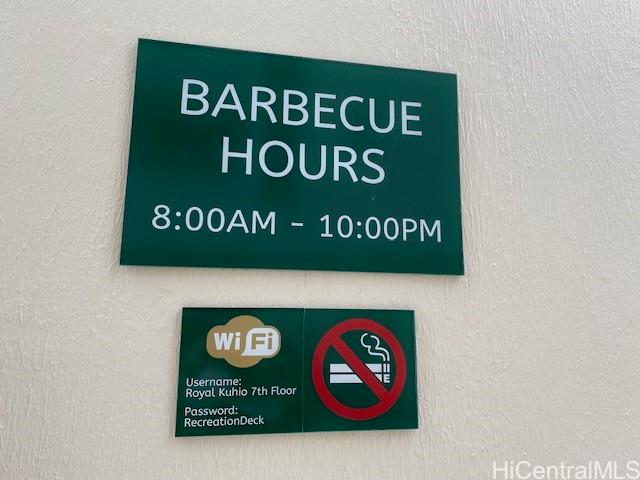 BARBECUE
HOURS
8:00AM - 10:00PM
WiFi
Username:
Royal Kuhio 7th Floor
Password:
RecreationDeck
HiCentralMLS